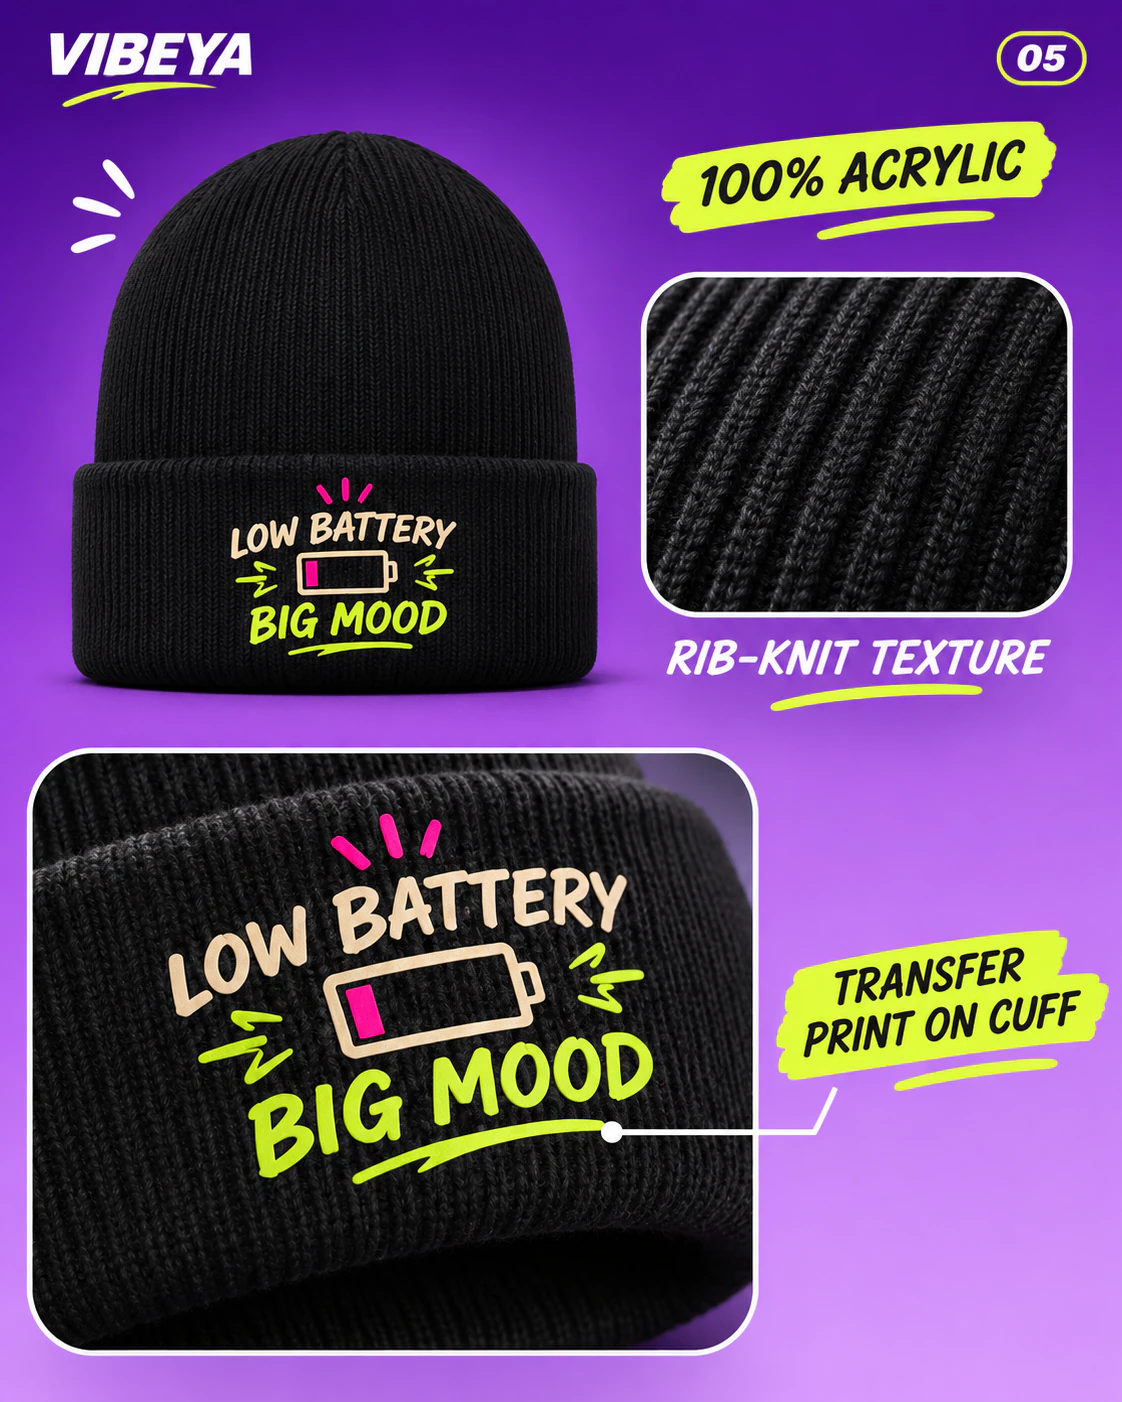 VIBEYA
05
100% ACRYLIC
LOW BATTERY
BIG MOOD
RIB-KNIT TEXTURE
LOW BATTERY
BIG MOOD
TRANSFER
PRINT ON CUFF